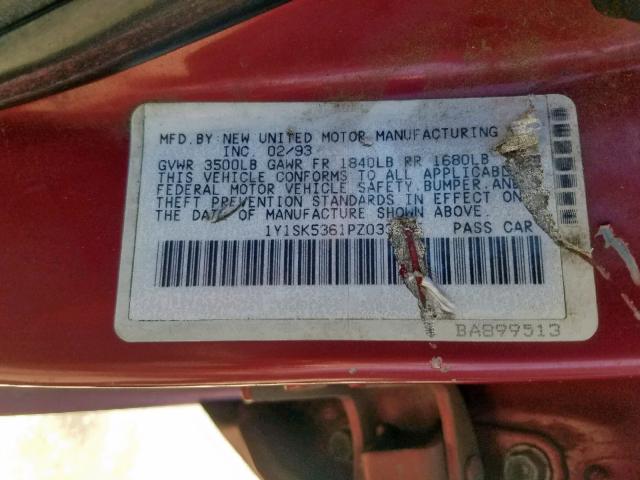 MFD.BY NEW UNITED MOTOR MANUFACTURING
INC. 02/93
GVWR 3500LB GAWR FR 1840LB RR 1680LB
THIS VEHICLE CONFORMS TO ALL APPLICABLE
FEDERAL MOTOR VEHICLE SAFETY,BUMPER,AND
THEFT PREVENTION STANDARDS IN EFFECT ON
THE DATE OF MANUFACTURE SHOWN ABOVE.
1Y1SK5361PZ03 PASS CAR
BA899513